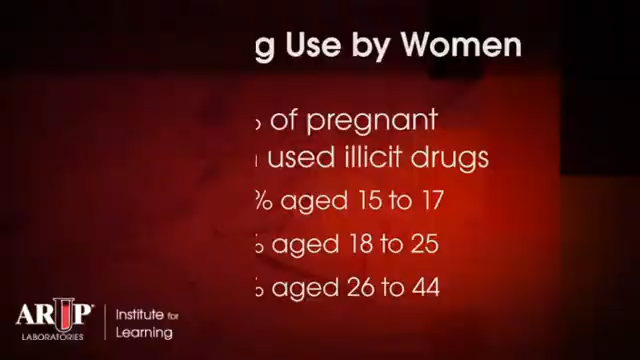 g Use by Women
% of pregnant
used illicit drugs
% aged 15 to 17
% aged 18 to 25
% aged 26 to 44
ARUP
LABORATORIES
Institute for
Learning